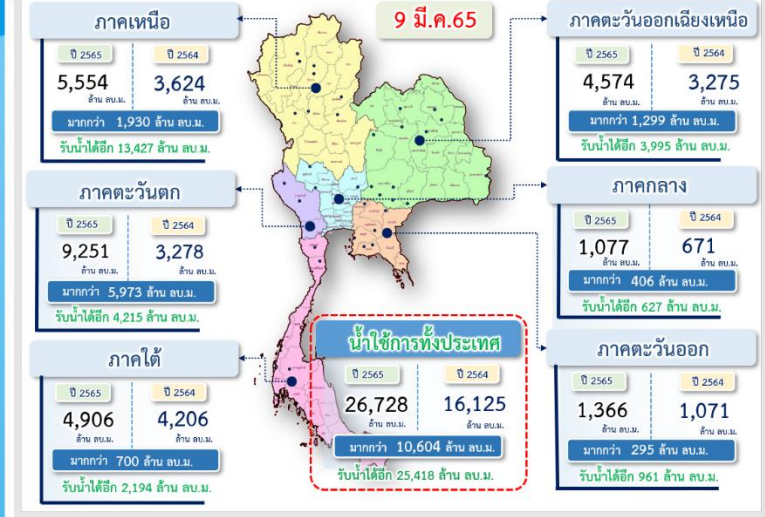 9 มี.ค.65
ภาคเหนือ
ปี 2565 ปี 2564
5,554 3,624
ล้าน ลบ.ม. ล้าน ลบ.ม.
มากกว่า 1,930 ล้าน ลบ.ม.
รับน้ำได้อีก 13,427 ล้าน ลบ.ม.
ภาคตะวันตก
ปี 2565 ปี 2564
9,251 3,278
ล้าน ลบ.ม. ล้าน ลบ.ม.
มากกว่า 5,973 ล้าน ลบ.ม.
รับน้ำได้อีก 4,215 ล้าน ลบ.ม.
ภาคใต้
ปี 2565 ปี 2564
4,906 4,206
ล้าน ลบ.ม. ล้าน ลบ.ม.
มากกว่า 700 ล้าน ลบ.ม.
รับน้ำได้อีก 2,194 ล้าน ลบ.ม.
น้ำใช้การทั้งประเทศ
ปี 2565 ปี 2564
26,728 16,125
ล้าน ลบ.ม. ล้าน ลบ.ม.
มากกว่า 10,604 ล้าน ลบ.ม.
รับน้ำได้อีก 25,418 ล้าน ลบ.ม.
ภาคตะวันออกเฉียงเหนือ
ปี 2565 ปี 2564
4,574 3,275
ล้าน ลบ.ม. ล้าน ลบ.ม.
มากกว่า 1,299 ล้าน ลบ.ม.
รับน้ำได้อีก 3,995 ล้าน ลบ.ม.
ภาคกลาง
ปี 2565 ปี 2564
1,077 671
ล้าน ลบ.ม. ล้าน ลบ.ม.
มากกว่า 406 ล้าน ลบ.ม.
รับน้ำได้อีก 627 ล้าน ลบ.ม.
ภาคตะวันออก
ปี 2565 ปี 2564
1,366 1,071
ล้าน ลบ.ม. ล้าน ลบ.ม.
มากกว่า 295 ล้าน ลบ.ม.
รับน้ำได้อีก 961 ล้าน ลบ.ม.